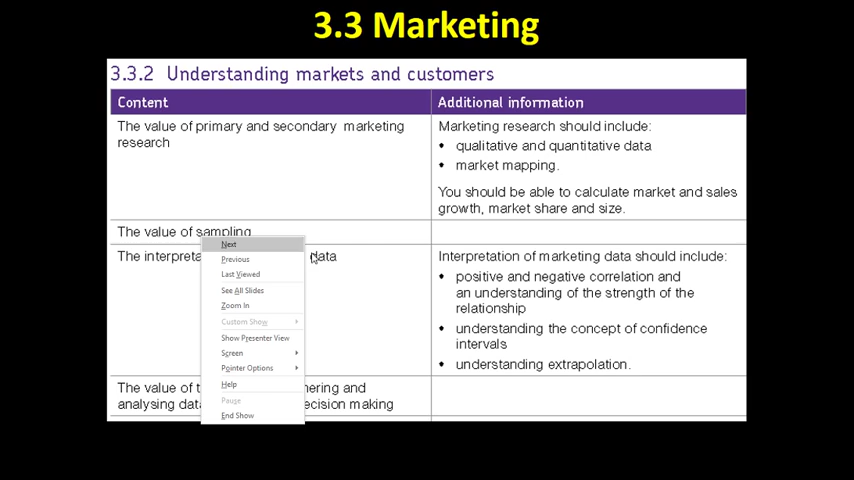 3.3 Marketing
3.3.2 Understanding markets and customers
Content
Additional information
The value of primary and secondary marketing
research
Marketing research should include:
• qualitative and quantitative data
• market mapping.
You should be able to calculate market and sales
growth, market share and size.
The value of sampling
The interpreta
data
Interpretation of marketing data should include:
• positive and negative correlation and
an understanding of the strength of the
relationship
• understanding the concept of confidence
intervals
• understanding extrapolation.
The value of t
hering and
analysing dat
ecision making
Next
Previous
Last Viewed
See All Slides
Zoom In
Custom Show
Show Presenter View
Screen
Pointer Options
Help
Pause
End Show